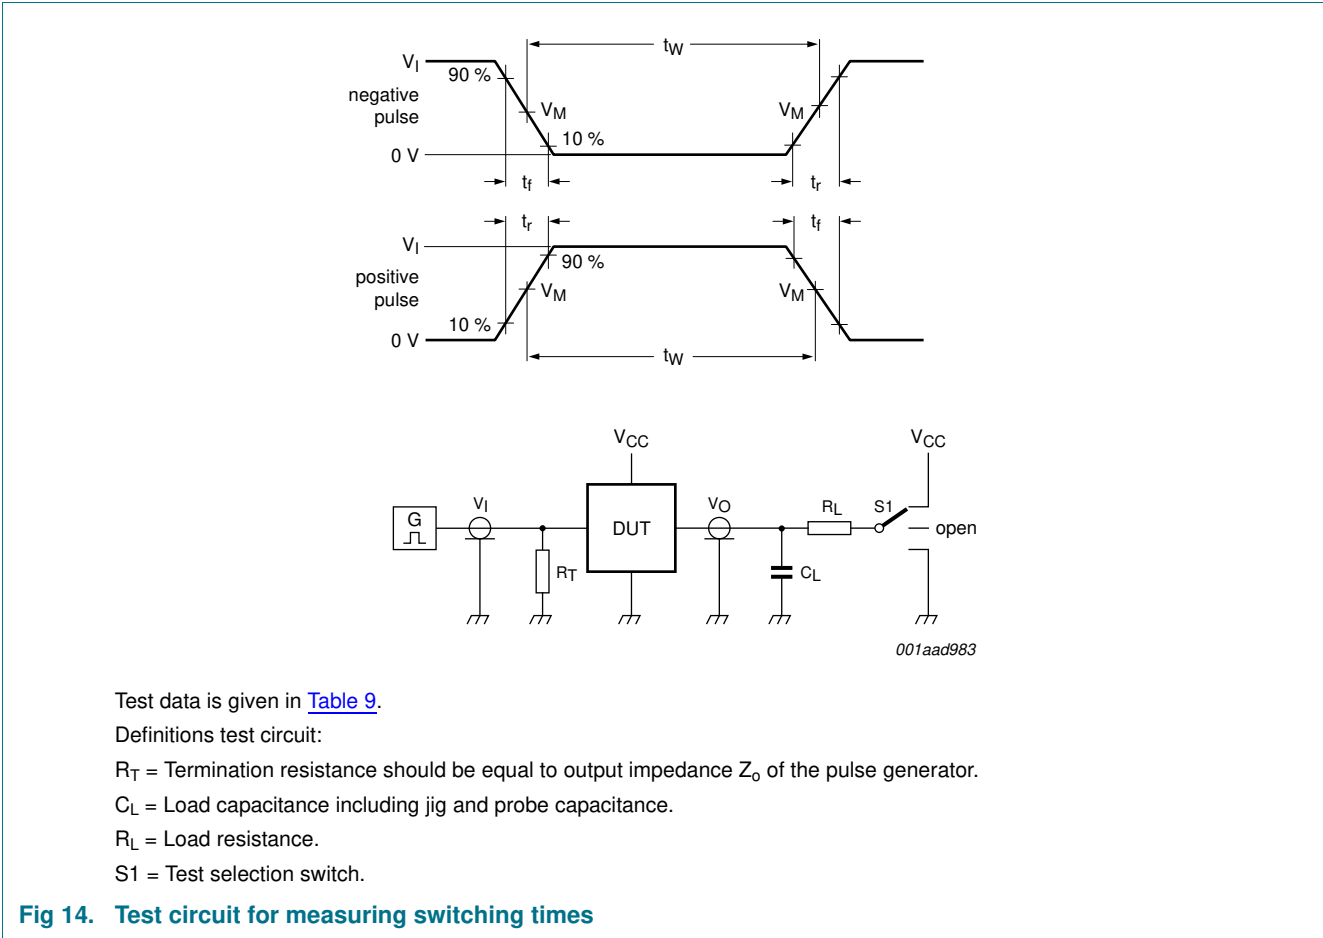 tW
VI
90 %
negative
pulse
VM
VM
10 %
0 V
tf
tr
tr
tf
VI
90 %
positive
pulse
VM
VM
10 %
0 V
tW
VCC
VCC
G
VI
DUT
VO
RL
S1
open
RT
CL
001aad983
Test data is given in Table 9.
Definitions test circuit:
RT = Termination resistance should be equal to output impedance Zo of the pulse generator.
CL = Load capacitance including jig and probe capacitance.
RL = Load resistance.
S1 = Test selection switch.
Fig 14. Test circuit for measuring switching times